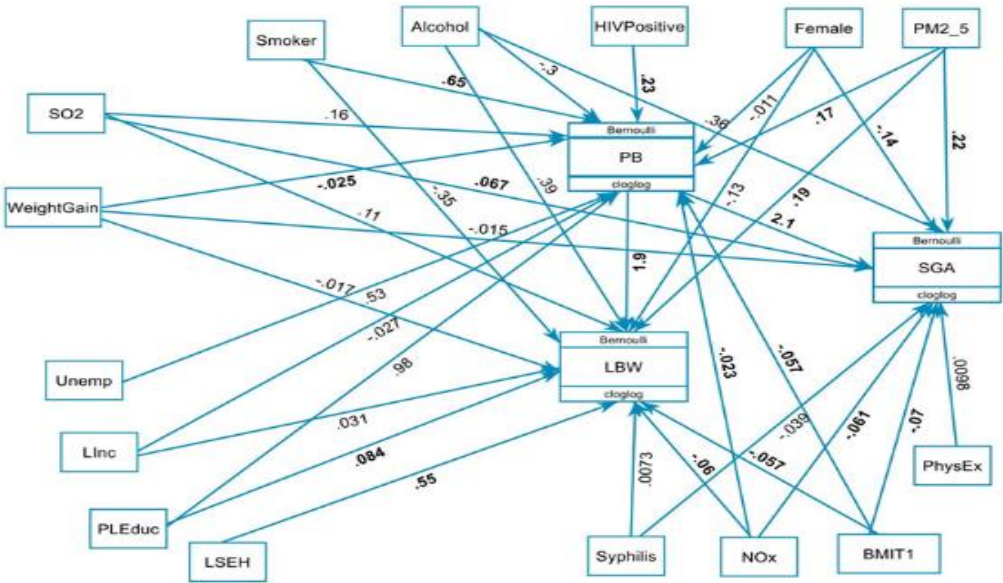 Smoker
Alcohol
HIVPositive
Female
PM2_5
SO2
.65
-.3
.23
-.011
.17
.16
.36
-.14
.22
Bernoulli
PB
cloglog
WeightGain
-.025
.067
-.35
.39
-.13
.19
.11
-.015
2.1
Bernoulli
SGA
cloglog
1.9
-.017
.53
-.027
Bernoulli
LBW
cloglog
Unemp
.98
-.023
-.057
.0098
LInc
.031
-.039
-.061
-.07
.084
.55
.0073
-.06
-.057
PhysEx
PLEduc
LSEH
Syphilis
NOx
BMIT1